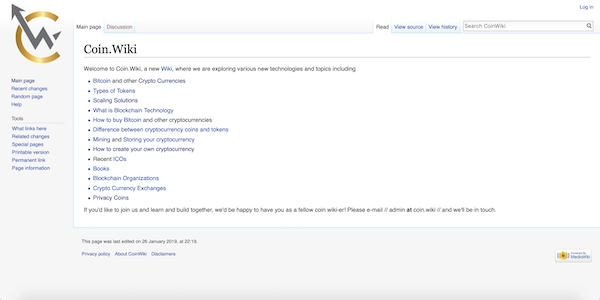 Log in
Main page Discussion Read View source View history Search CoinWiki
Coin.Wiki
Welcome to Coin.Wiki, a new Wiki, where we are exploring various new technologies and topics including
Bitcoin and other Crypto Currencies
Types of Tokens
Scaling Solutions
What is Blockchain Technology
How to buy Bitcoin and other cryptocurrencies
Difference between cryptocurrency coins and tokens
Mining and Storing your cryptocurrency
How to create your own cryptocurrency
Recent ICOs
Books
Blockchain Organizations
Crypto Currency Exchanges
Privacy Coins
If you'd like to join us and learn and build together, we'd be happy to have you as a fellow coin wiki-er! Please e-mail // admin at coin.wiki // and we'll be in touch.
Main page
Recent changes
Random page
Help
Tools
What links here
Related changes
Special pages
Printable version
Permanent link
Page information
This page was last edited on 26 January 2019, at 22:19.
Privacy policy About CoinWiki Disclaimers
Powered by
MediaWiki